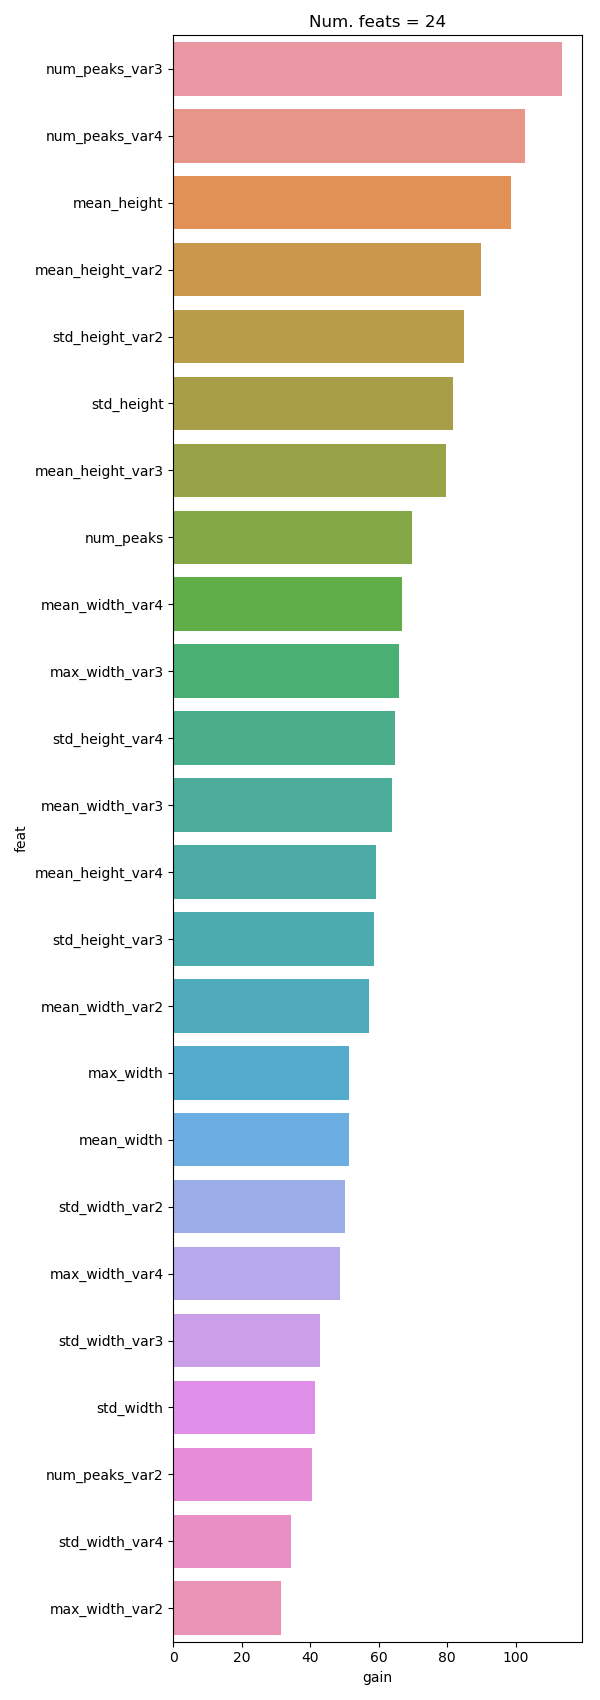 Num. feats = 24
num_peaks_var3
num_peaks_var4
mean_height
mean_height_var2
std_height_var2
std_height
mean_height_var3
num_peaks
mean_width_var4
max_width_var3
std_height_var4
mean_width_var3
mean_height_var4
std_height_var3
mean_width_var2
max_width
mean_width
std_width_var2
max_width_var4
std_width_var3
std_width
num_peaks_var2
std_width_var4
max_width_var2
feat
0 20 40 60 80 100
gain